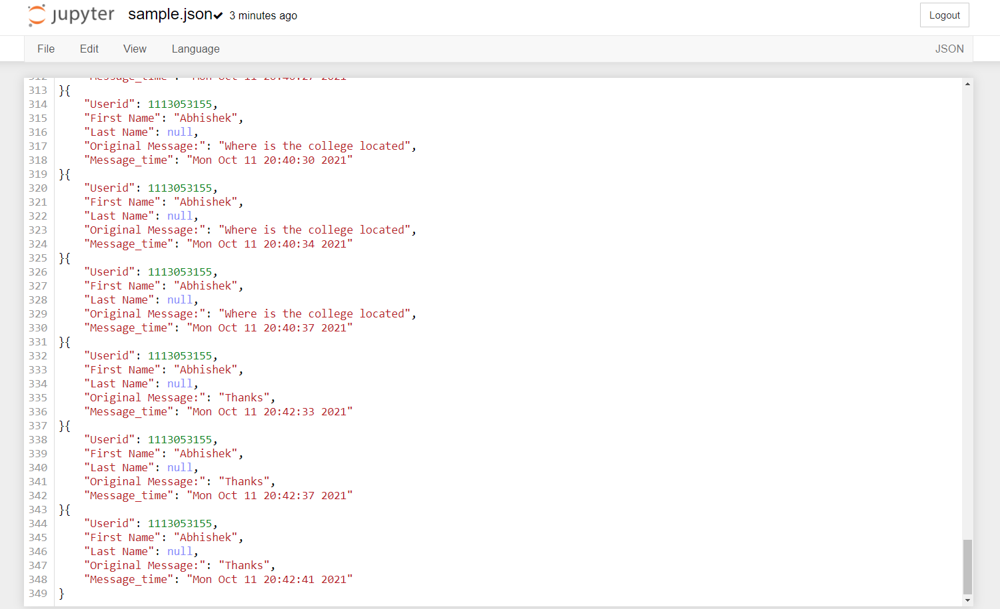 jupyter sample.json 3 minutes ago Logout
File Edit View Language JSON
312 "Message_time": "Mon Oct 11 20:40:27 2021"
313 }{
314 "Userid": 1113053155,
315 "First Name": "Abhishek",
316 "Last Name": null,
317 "Original Message:": "Where is the college located",
318 "Message_time": "Mon Oct 11 20:40:30 2021"
319 }{
320 "Userid": 1113053155,
321 "First Name": "Abhishek",
322 "Last Name": null,
323 "Original Message:": "Where is the college located",
324 "Message_time": "Mon Oct 11 20:40:34 2021"
325 }{
326 "Userid": 1113053155,
327 "First Name": "Abhishek",
328 "Last Name": null,
329 "Original Message:": "Where is the college located",
330 "Message_time": "Mon Oct 11 20:40:37 2021"
331 }{
332 "Userid": 1113053155,
333 "First Name": "Abhishek",
334 "Last Name": null,
335 "Original Message:": "Thanks",
336 "Message_time": "Mon Oct 11 20:42:33 2021"
337 }{
338 "Userid": 1113053155,
339 "First Name": "Abhishek",
340 "Last Name": null,
341 "Original Message:": "Thanks",
342 "Message_time": "Mon Oct 11 20:42:37 2021"
343 }{
344 "Userid": 1113053155,
345 "First Name": "Abhishek",
346 "Last Name": null,
347 "Original Message:": "Thanks",
348 "Message_time": "Mon Oct 11 20:42:41 2021"
349 }